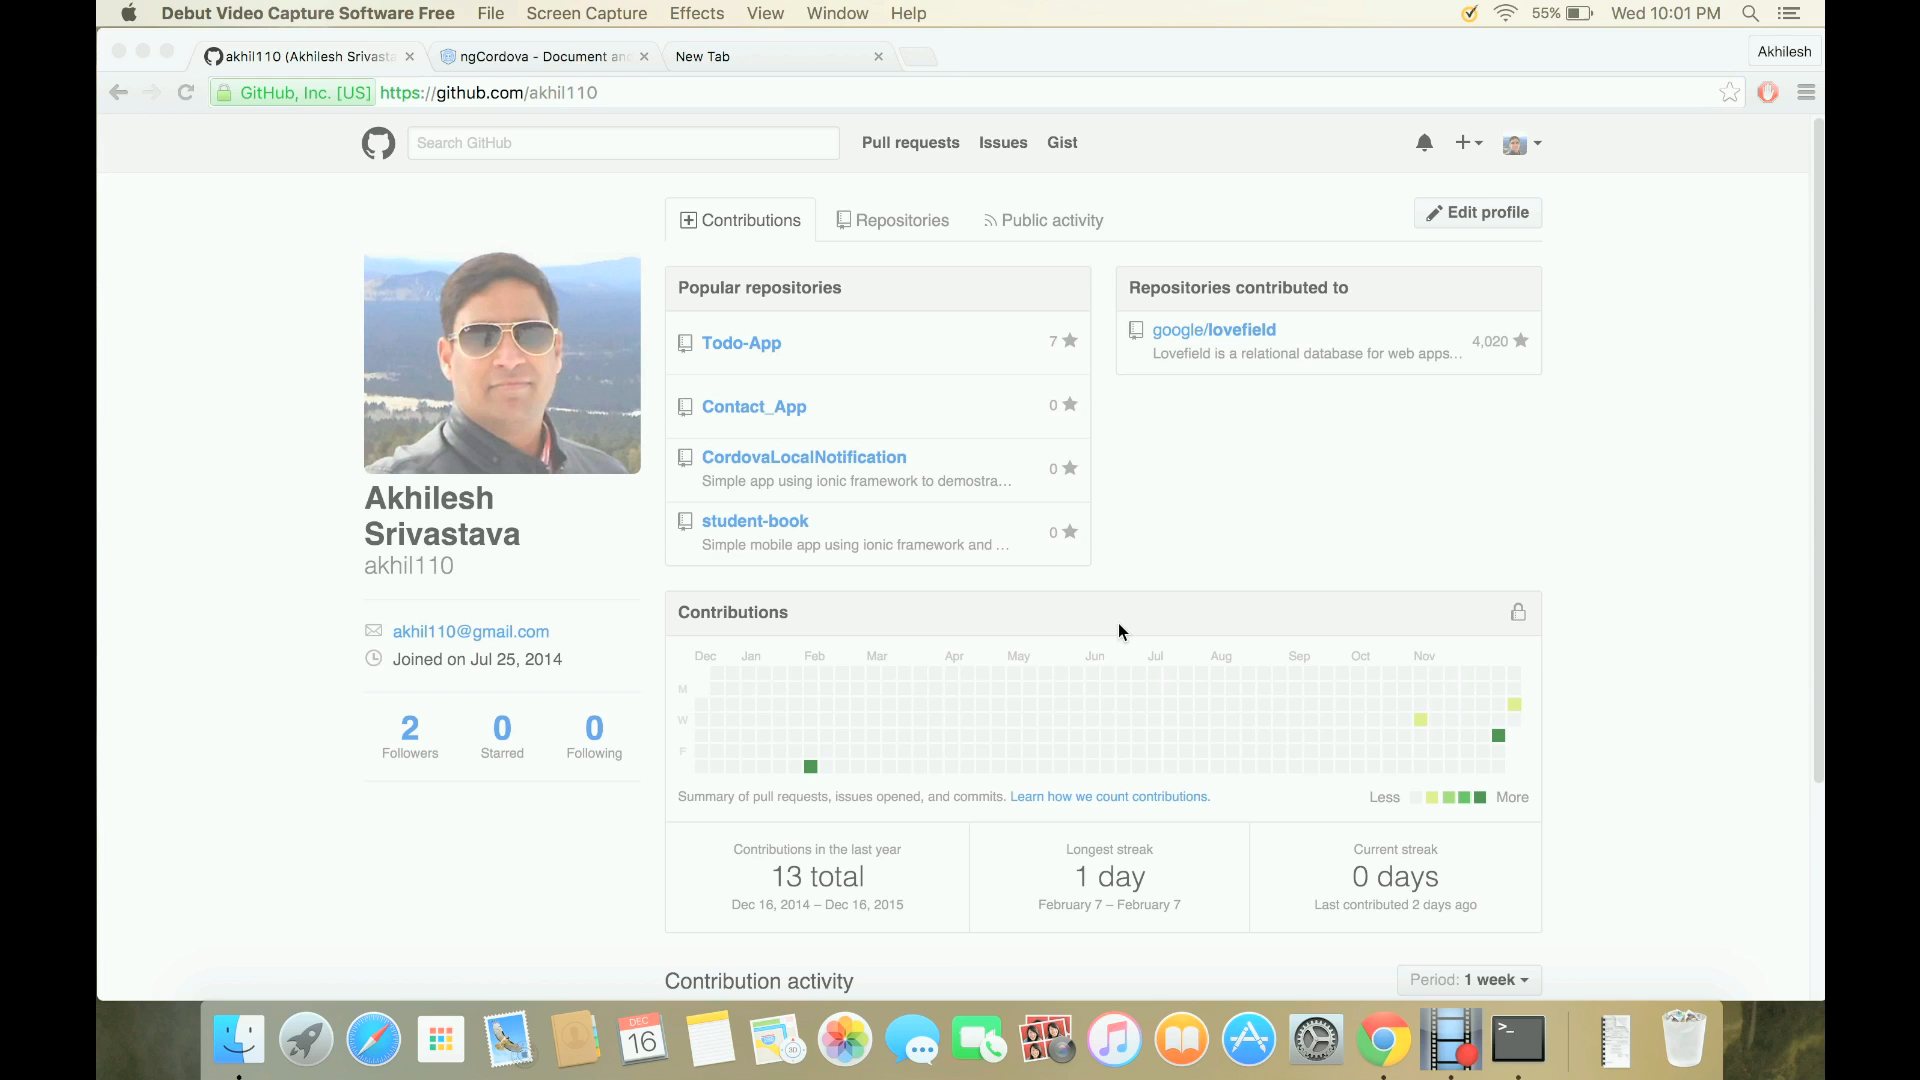 Debut Video Capture Software Free File Screen Capture Effects View Window Help 55% Wed 10:01 PM
akhil110 (Akhilesh Srivasta ngCordova - Document an New Tab Akhilesh
GitHub, Inc. [US] https://github.com/akhil110
Search GitHub Pull requests Issues Gist
Contributions Repositories Public activity Edit profile
Popular repositories
Todo-App 7
Contact_App 0
CordovaLocalNotification 0
Simple app using ionic framework to demostra...
student-book 0
Simple mobile app using ionic framework and ...
Repositories contributed to
google/lovefield 4,020
Lovefield is a relational database for web apps...
Akhilesh
Srivastava
akhil110
akhil110@gmail.com
Joined on Jul 25, 2014
2 0 0
Followers Starred Following
Contributions
Dec Jan Feb Mar Apr May Jun Jul Aug Sep Oct Nov
M
W
F
Summary of pull requests, issues opened, and commits. Learn how we count contributions. Less More
Contributions in the last year
13 total
Dec 16, 2014 – Dec 16, 2015
Longest streak
1 day
February 7 – February 7
Current streak
0 days
Last contributed 2 days ago
Contribution activity Period: 1 week
DEC
16